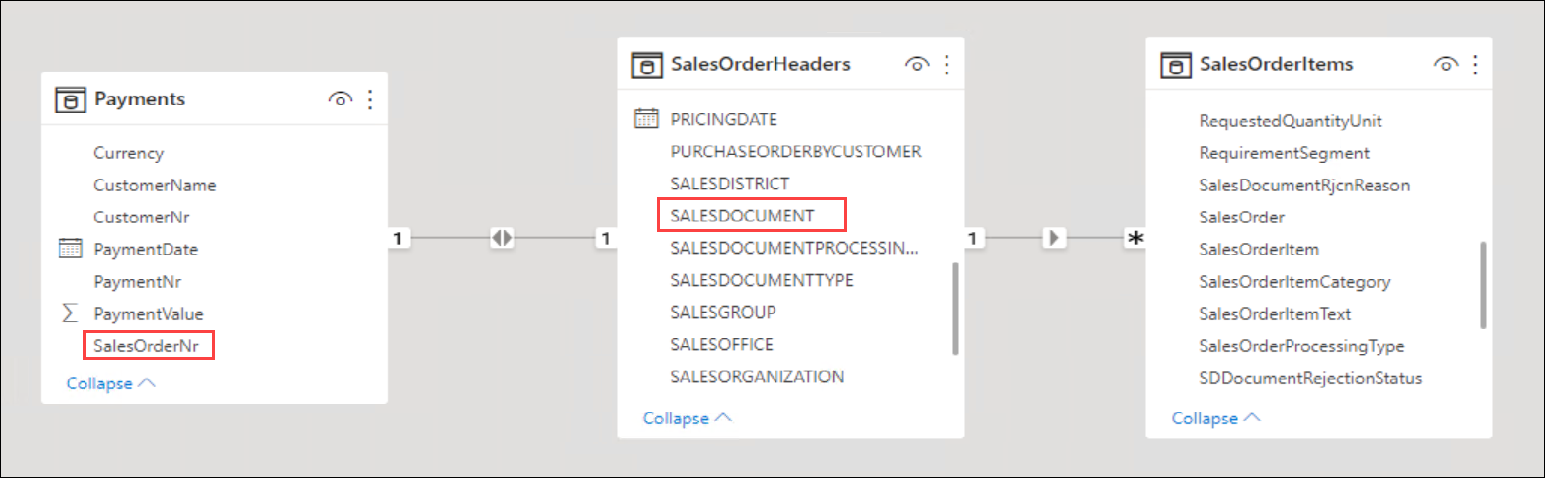 Payments
Currency
CustomerName
CustomerNr
PaymentDate
PaymentNr
PaymentValue
SalesOrderNr
Collapse
1
1
SalesOrderHeaders
PRICINGDATE
PURCHASEORDERBYCUSTOMER
SALESDISTRICT
SALESDOCUMENT
SALESDOCUMENTPROCESSIN...
SALESDOCUMENTTYPE
SALESGROUP
SALESOFFICE
SALESORGANIZATION
Collapse
1
*
SalesOrderItems
RequestedQuantityUnit
RequirementSegment
SalesDocumentRjcnReason
SalesOrder
SalesOrderItem
SalesOrderItemCategory
SalesOrderItemText
SalesOrderProcessingType
SDDocumentRejectionStatus
Collapse